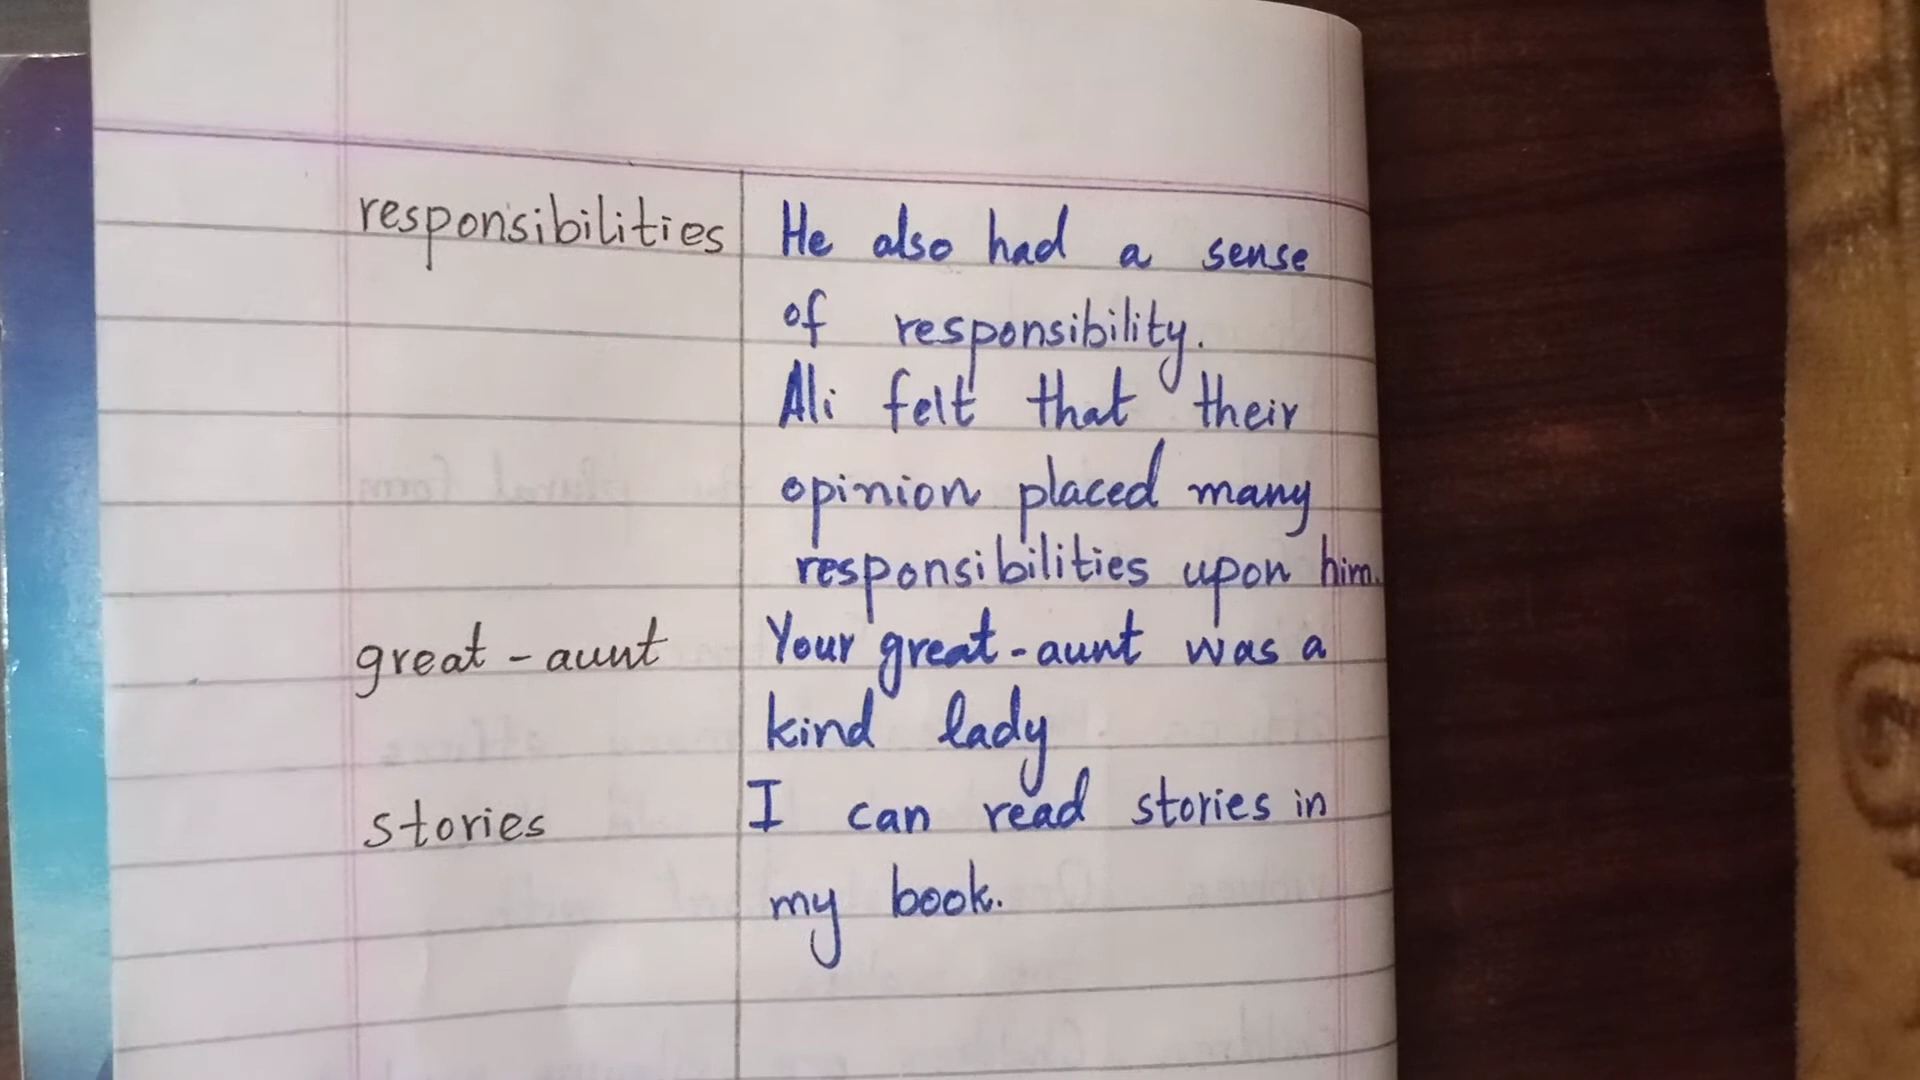 responsibilities He also had a sense
of responsibility.
Ali felt that their
opinion placed many
responsibilities upon him.
great-aunt Your great-aunt was a
kind lady
stories I can read stories in
my book.